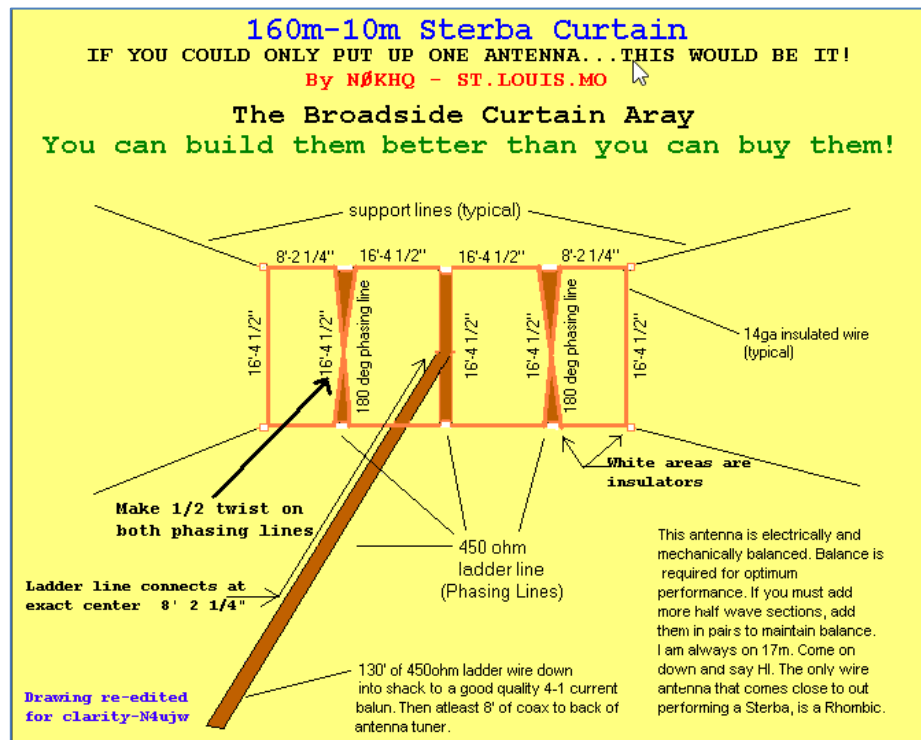 160m-10m Sterba Curtain
IF YOU COULD ONLY PUT UP ONE ANTENNA...THIS WOULD BE IT!
By NØKHQ - ST.LOUIS.MO
The Broadside Curtain Aray
You can build them better than you can buy them!
support lines (typical)
8'-2 1/4"
16'-4 1/2"
16'-4 1/2"
8'-2 1/4"
16'-4 1/2"
16'-4 1/2"
180 deg phasing line
16'-4 1/2"
16'-4 1/2"
180 deg phasing line
16'-4 1/2"
14ga insulated wire
(typical)
White areas are
insulators
Make 1/2 twist on
both phasing lines
450 ohm
ladder line
(Phasing Lines)
Ladder line connects at
exact center 8' 2 1/4"
This antenna is electrically and
mechanically balanced. Balance is
required for optimum
performance. If you must add
more half wave sections, add
them in pairs to maintain balance.
I am always on 17m. Come on
down and say HI. The only wire
antenna that comes close to out
performing a Sterba, is a Rhombic.
130' of 450ohm ladder wire down
into shack to a good quality 4-1 current
balun. Then atleast 8' of coax to back of
antenna tuner.
Drawing re-edited
for clarity-N4ujw